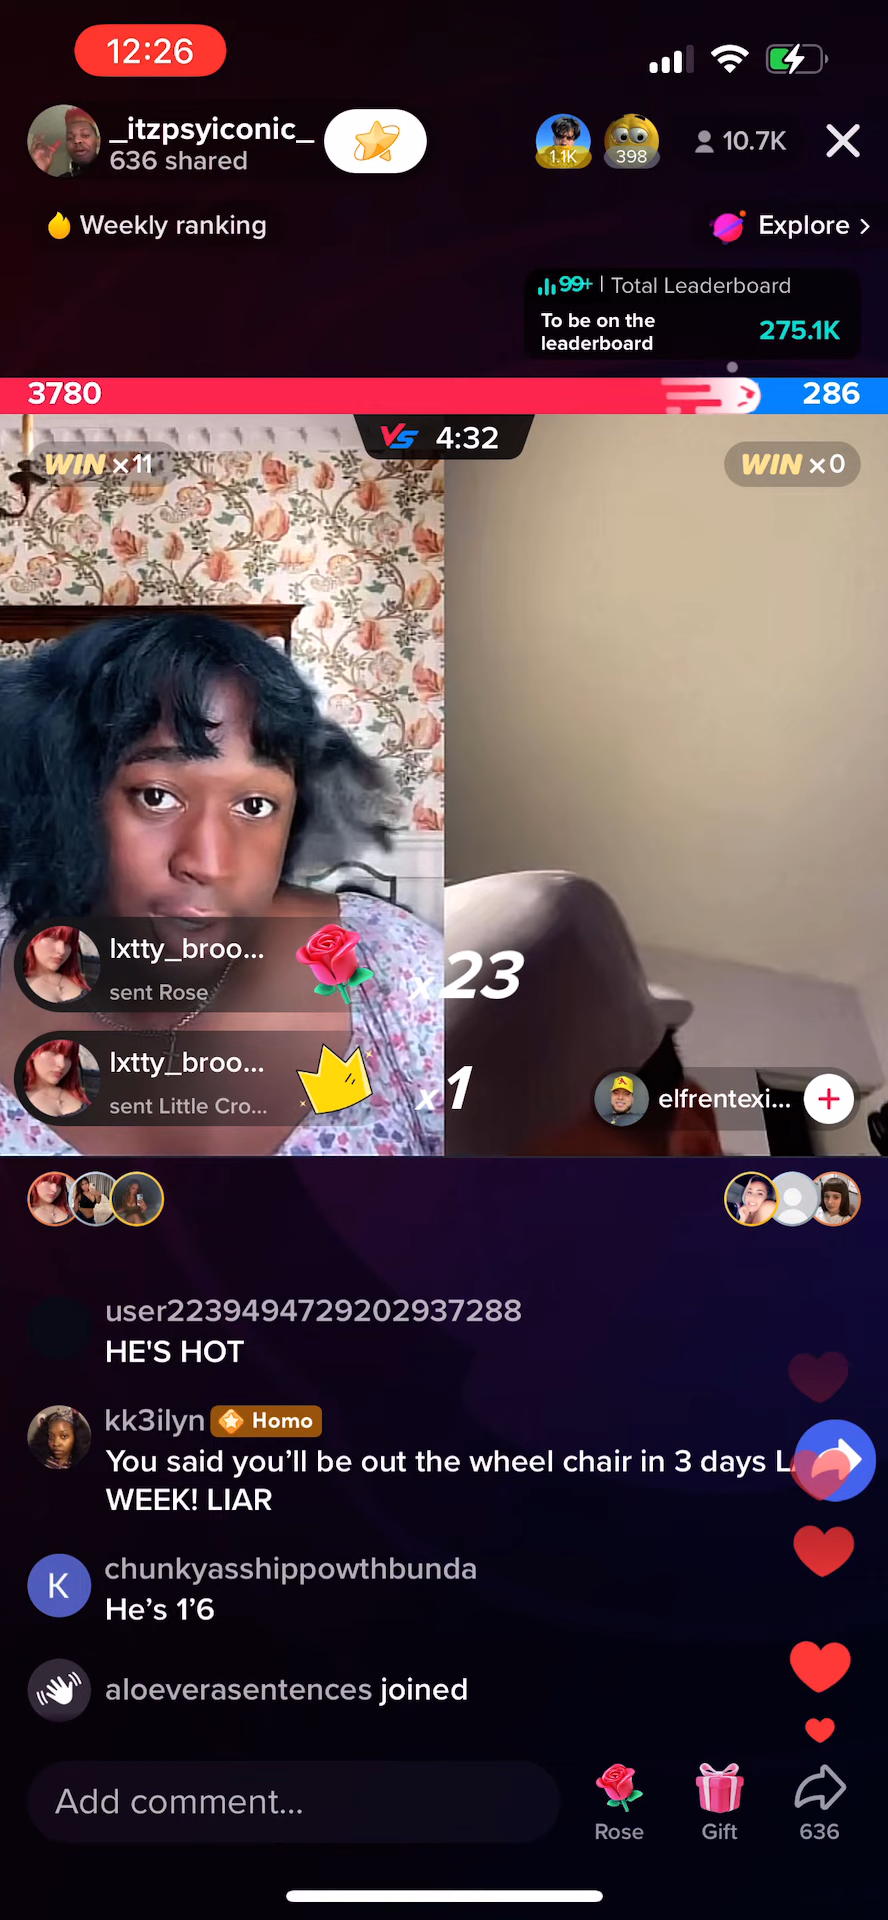 12:26
_itzpsyiconic_
636 shared
1.1K
398
10.7K
Weekly ranking
Explore >
99+ | Total Leaderboard
To be on the
leaderboard
275.1K
3780
286
VS 4:32
WIN x11
WIN x0
lxtty_broo...
sent Rose
x23
lxtty_broo...
sent Little Cro...
x1
elfrentexi...
user2239494729202937288
HE'S HOT
kk3ilyn Homo
You said you'll be out the wheel chair in 3 days L
WEEK! LIAR
K
chunkyasshippowthbunda
He's 1'6
aloeverasentences joined
Add comment...
Rose
Gift
636